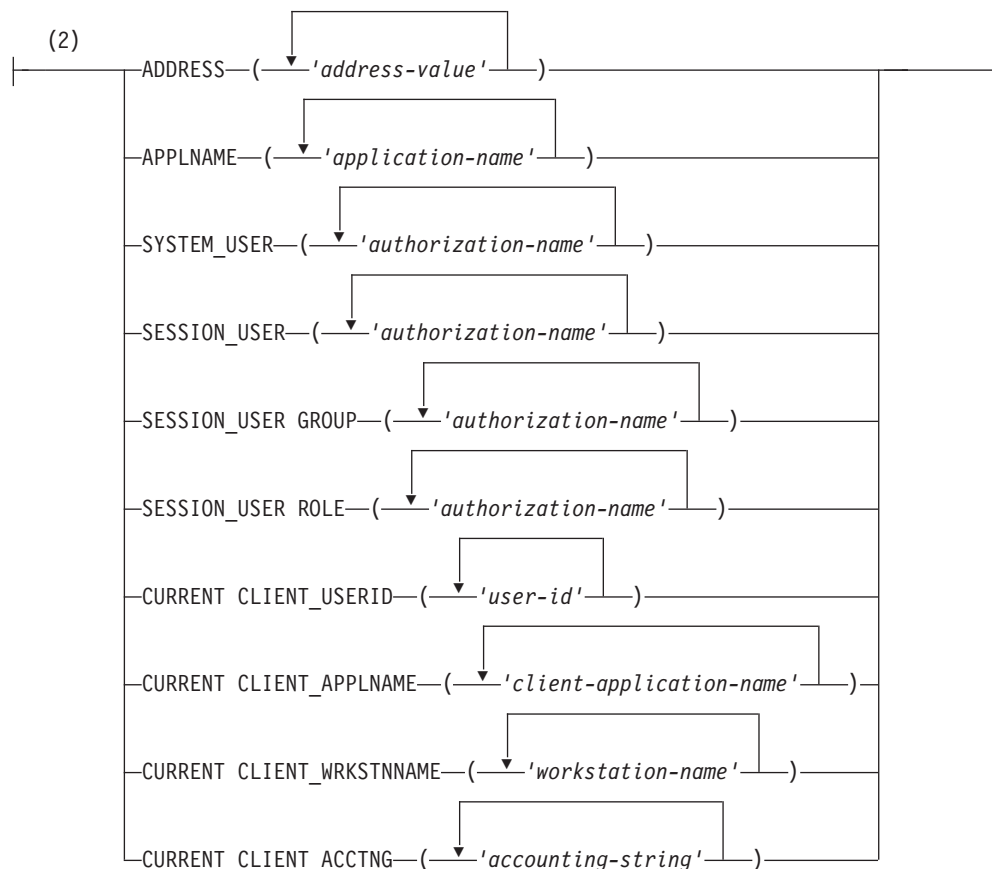 (2)
ADDRESS ( 'address-value' )
APPLNAME ( 'application-name' )
SYSTEM_USER ( 'authorization-name' )
SESSION_USER ( 'authorization-name' )
SESSION_USER GROUP ( 'authorization-name' )
SESSION_USER ROLE ( 'authorization-name' )
CURRENT CLIENT_USERID ( 'user-id' )
CURRENT CLIENT_APPLNAME ( 'client-application-name' )
CURRENT CLIENT_WRKSTNNAME ( 'workstation-name' )
CURRENT CLIENT ACCTNG ( 'accounting-string' )